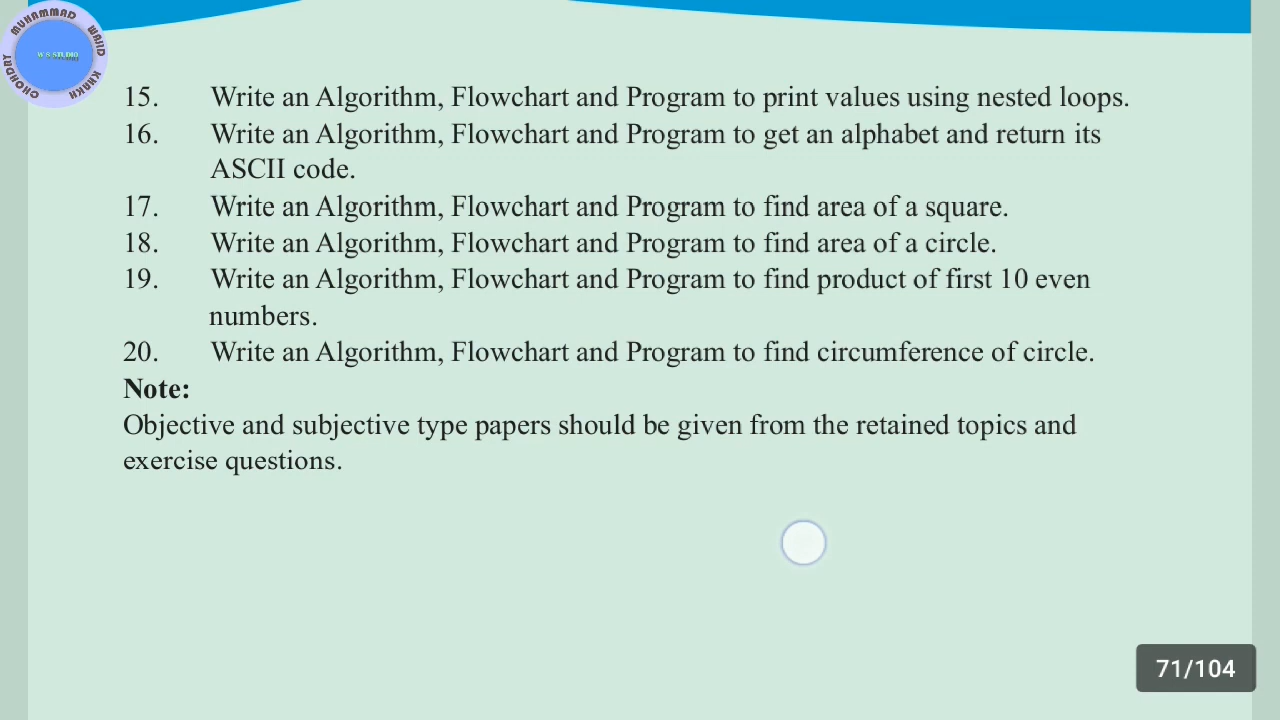 MUHAMMAD WAJID KHAKH CHOHDRY
W S STUDIO
15. Write an Algorithm, Flowchart and Program to print values using nested loops.
16. Write an Algorithm, Flowchart and Program to get an alphabet and return its
ASCII code.
17. Write an Algorithm, Flowchart and Program to find area of a square.
18. Write an Algorithm, Flowchart and Program to find area of a circle.
19. Write an Algorithm, Flowchart and Program to find product of first 10 even
numbers.
20. Write an Algorithm, Flowchart and Program to find circumference of circle.
Note:
Objective and subjective type papers should be given from the retained topics and
exercise questions.
71/104